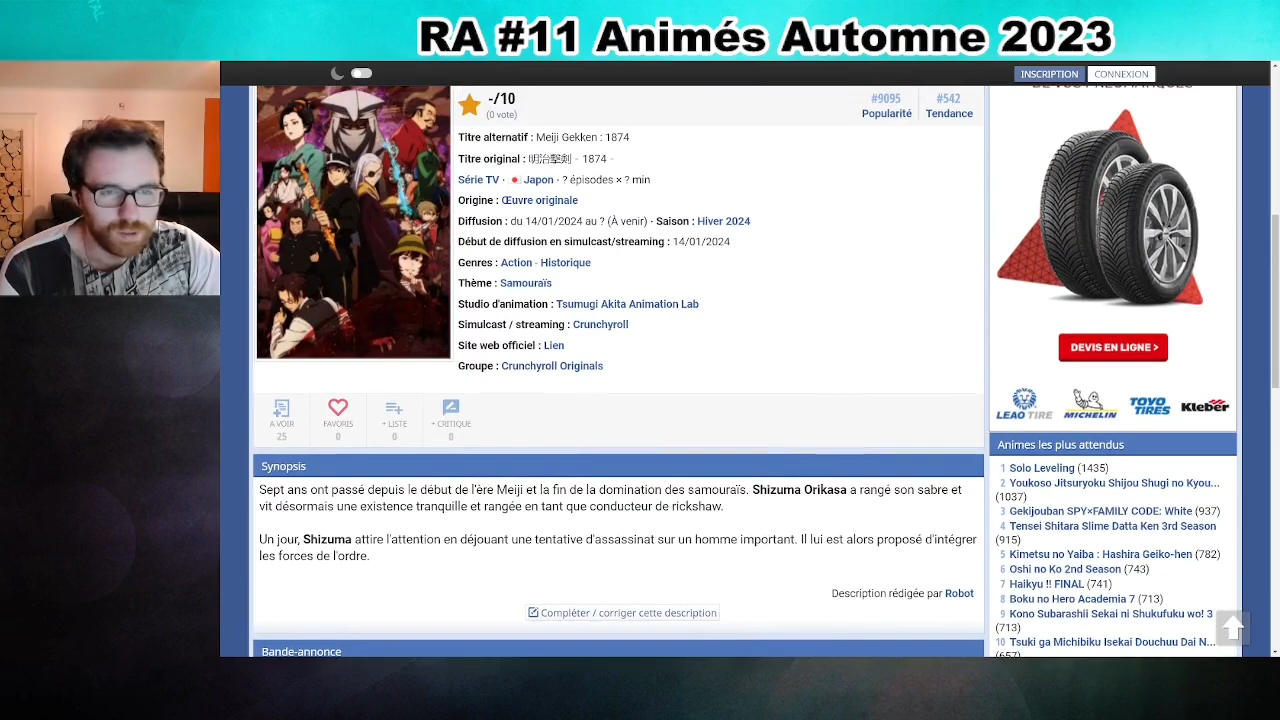 RA #11 Animés Automne 2023
INSCRIPTION CONNEXION
-/10
(0 vote)
#9095
Popularité
#542
Tendance
Titre alternatif : Meiji Gekken : 1874
Titre original : 明治撃剣 - 1874 -
Série TV · Japon · ? épisodes × ? min
Origine : Œuvre originale
Diffusion : du 14/01/2024 au ? (À venir) · Saison : Hiver 2024
Début de diffusion en simulcast/streaming : 14/01/2024
Genres : Action - Historique
Thème : Samouraïs
Studio d'animation : Tsumugi Akita Animation Lab
Simulcast / streaming : Crunchyroll
Site web officiel : Lien
Groupe : Crunchyroll Originals
A VOIR
25
FAVORIS
0
+ LISTE
0
+ CRITIQUE
0
Synopsis
Sept ans ont passé depuis le début de l'ère Meiji et la fin de la domination des samouraïs. Shizuma Orikasa a rangé son sabre et
vit désormais une existence tranquille et rangée en tant que conducteur de rickshaw.
Un jour, Shizuma attire l'attention en déjouant une tentative d'assassinat sur un homme important. Il lui est alors proposé d'intégrer
les forces de l'ordre.
Description rédigée par Robot
Compléter / corriger cette description
Bande-annonce
DE VOS PNEUMATIQUES
DEVIS EN LIGNE >
LEAO TIRE
MICHELIN
TOYO TIRES
Kleber
Animes les plus attendus
1 Solo Leveling (1435)
2 Youkoso Jitsuryoku Shijou Shugi no Kyou...
(1037)
3 Gekijouban SPY×FAMILY CODE: White (937)
4 Tensei Shitara Slime Datta Ken 3rd Season
(915)
5 Kimetsu no Yaiba : Hashira Geiko-hen (782)
6 Oshi no Ko 2nd Season (743)
7 Haikyu !! FINAL (741)
8 Boku no Hero Academia 7 (713)
9 Kono Subarashii Sekai ni Shukufuku wo! 3
(713)
10 Tsuki ga Michibiku Isekai Douchuu Dai N...
(657)